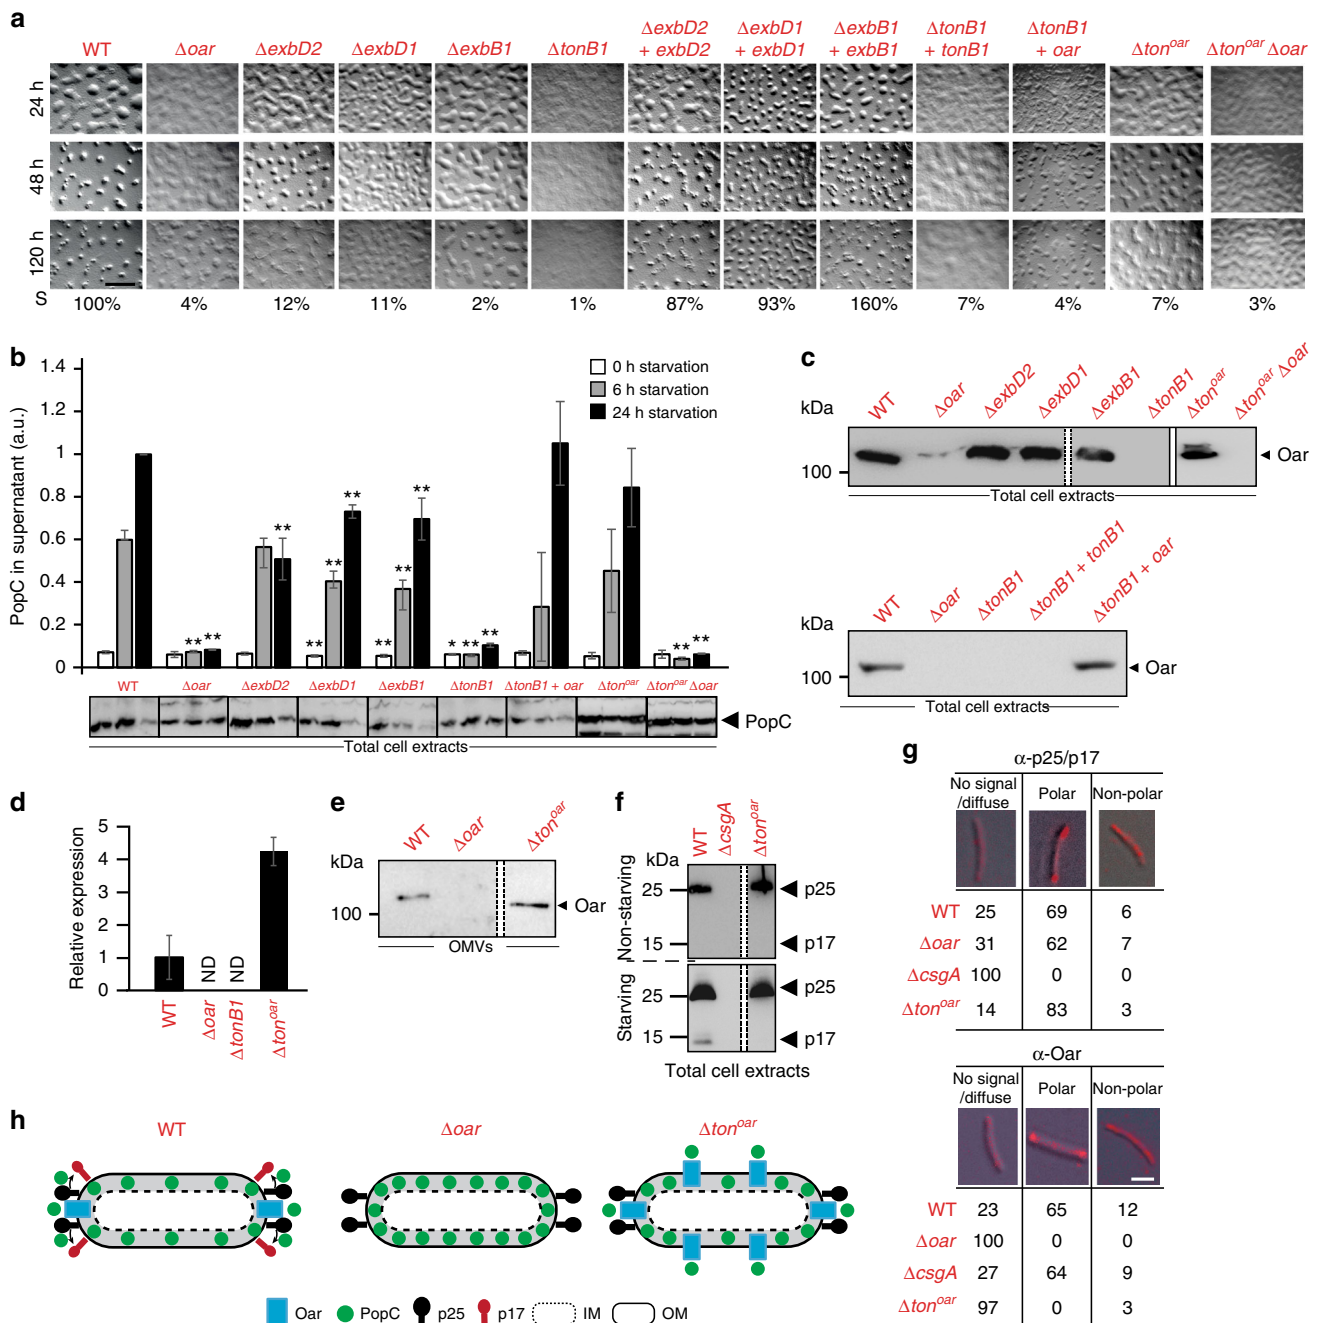 a
WT
Δoar
ΔexbD2
ΔexbD1
ΔexbB1
ΔtonB1
ΔexbD2 + exbD2
ΔexbD1 + exbD1
ΔexbB1 + exbB1
ΔtonB1 + tonB1
ΔtonB1 + oar
Δton^oar
Δton^oar Δoar
24 h
48 h
120 h
S 100% 4% 12% 11% 2% 1% 87% 93% 160% 7% 4% 7% 3%
b
PopC in supernatant (a.u.)
1.4
1.2
1
0.8
0.6
0.4
0.2
0
0 h starvation
6 h starvation
24 h starvation
** **
**
** **
** ** **
* ** **
** **
WT Δoar ΔexbD2 ΔexbD1 ΔexbB1 ΔtonB1 ΔtonB1 + oar Δton^oar Δton^oar Δoar
PopC
Total cell extracts
c
kDa
WT Δoar ΔexbD2 ΔexbD1 ΔexbB1 ΔtonB1 Δton^oar Δton^oar Δoar
100
Oar
Total cell extracts
kDa
WT Δoar ΔtonB1 ΔtonB1 + tonB1 ΔtonB1 + oar
100
Oar
Total cell extracts
d
Relative expression
5
4
3
2
1
0
ND ND
WT Δoar ΔtonB1 Δton^oar
e
WT Δoar Δton^oar
kDa
100
Oar
OMVs
f
WT ΔcsgA Δton^oar
kDa
Non-starving
25
15
p25
p17
Starving
25
15
p25
p17
Total cell extracts
g
α-p25/p17
No signal /diffuse Polar Non-polar
WT 25 69 6
Δoar 31 62 7
ΔcsgA 100 0 0
Δton^oar 14 83 3
α-Oar
No signal /diffuse Polar Non-polar
WT 23 65 12
Δoar 100 0 0
ΔcsgA 27 64 9
Δton^oar 97 0 3
h
WT Δoar Δton^oar
Oar PopC p25 p17 IM OM